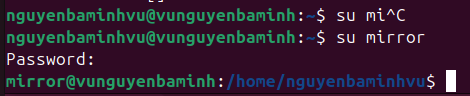 nguyenbaminhvu@vunguyenbaminh:~$ su mi^C
nguyenbaminhvu@vunguyenbaminh:~$ su mirror
Password:
mirror@vunguyenbaminh:/home/nguyenbaminhvu$